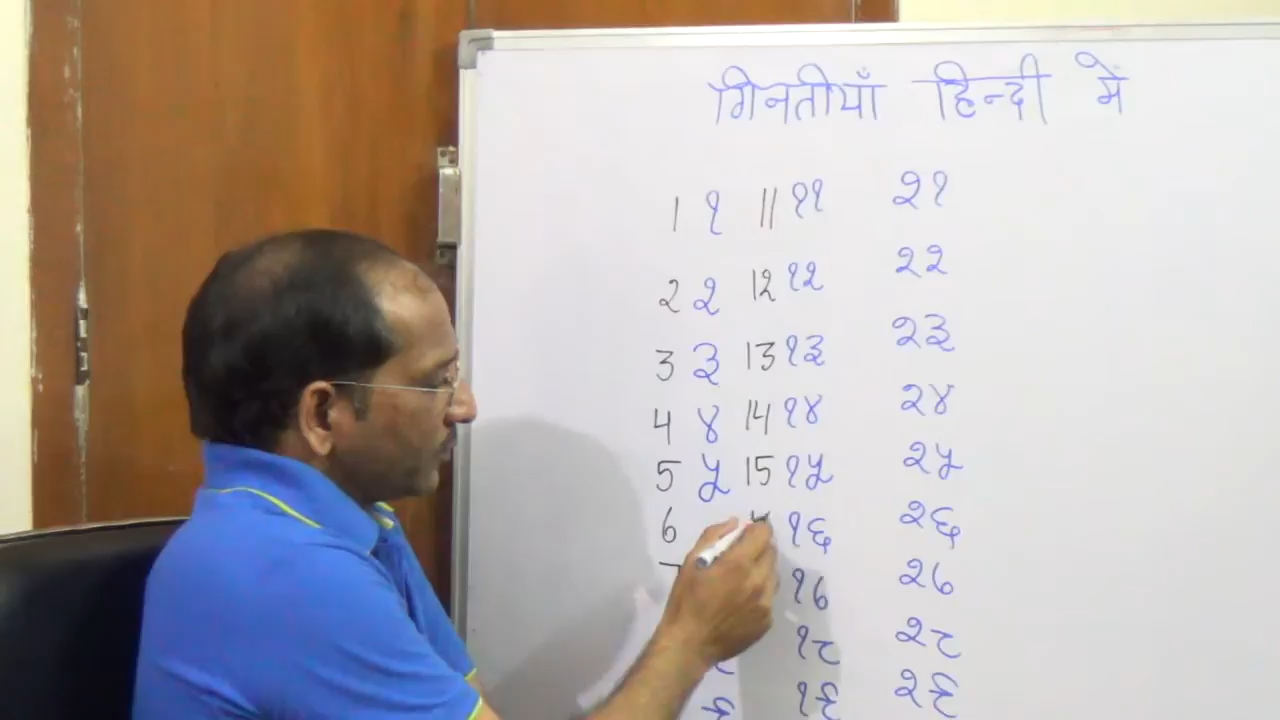 गिनतीयाँ हिन्दी में
1 १ 11 ११ २१
2 २ 12 १२ २२
3 ३ 13 १३ २३
4 ४ 14 १४ २४
5 ५ 15 १५ २५
6 १६ २६
१७ २७
१८ २८
१९ २९